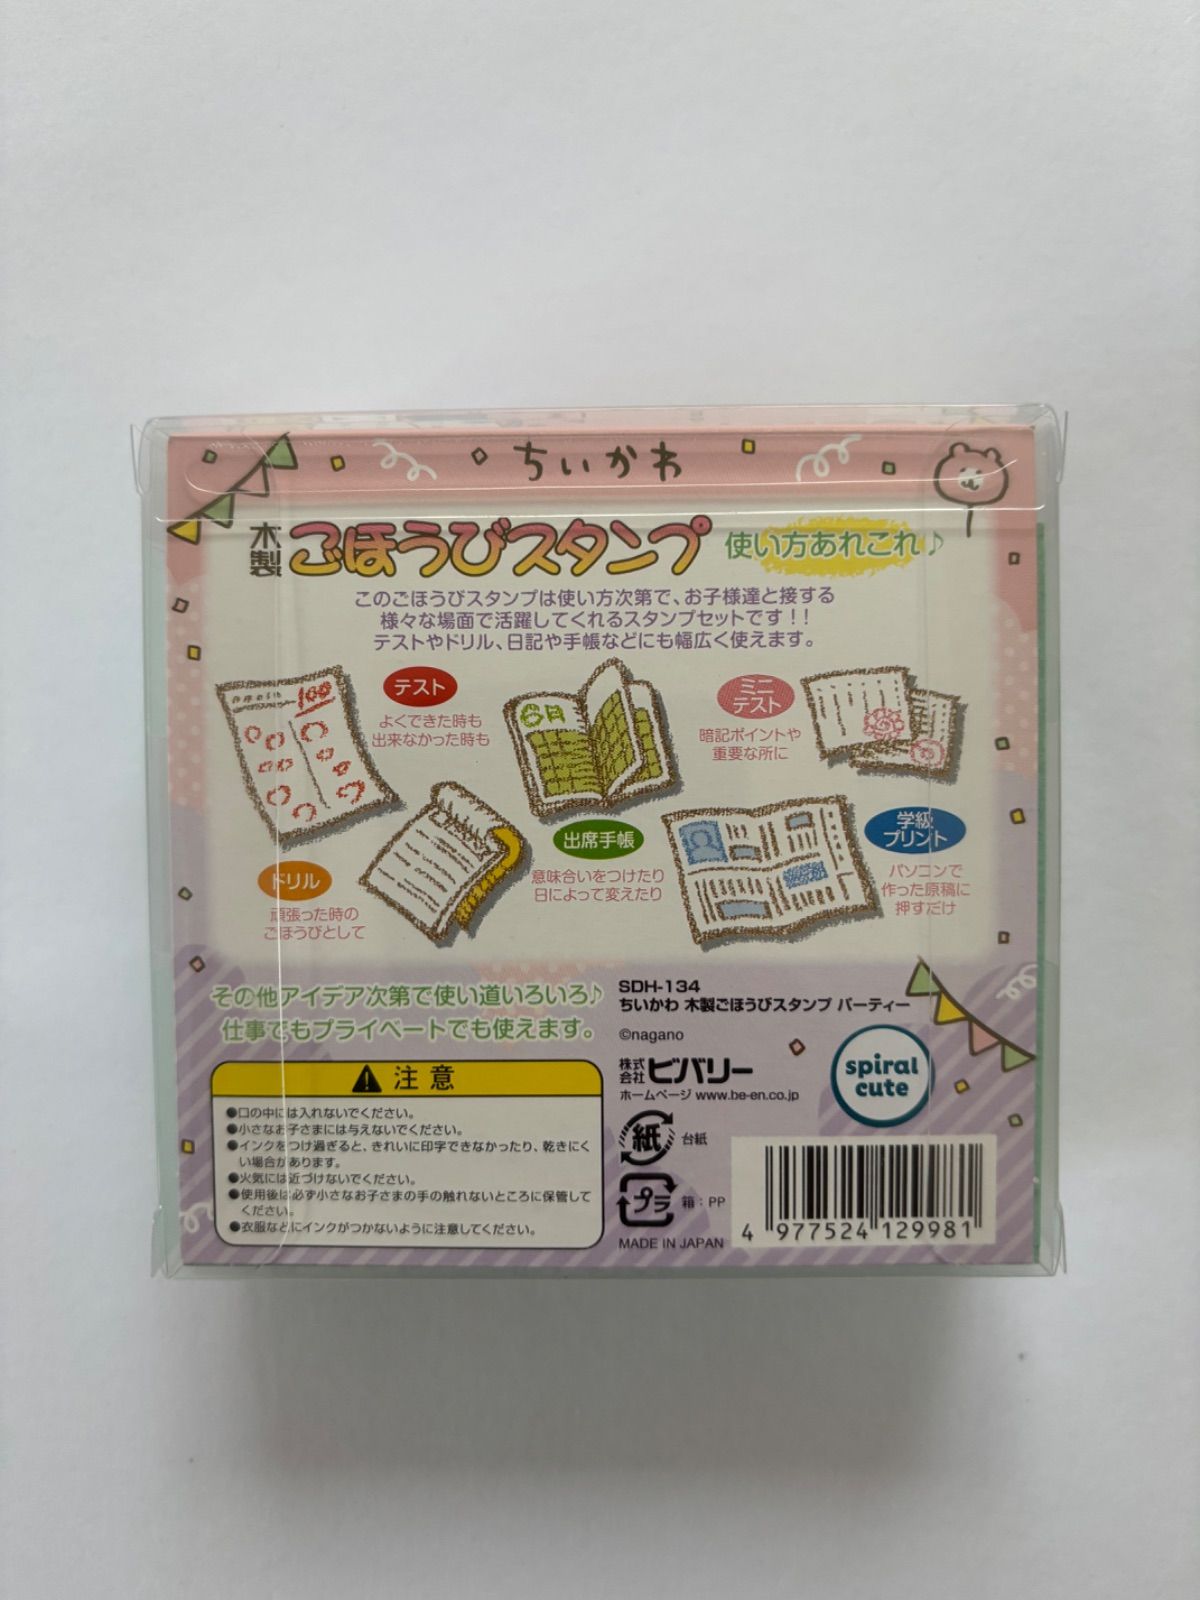 ちいかわ
木製 ごほうびスタンプ 使い方あれこれ♪
このごほうびスタンプは使い方次第で、お子様達と接する
様々な場面で活躍してくれるスタンプセットです!!
テストやドリル、日記や手帳などにも幅広く使えます。
100
テスト
よくできた時も
出来なかった時も
6月
ミニ
テスト
暗記ポイントや
重要な所に
ドリル
頑張った時の
ごほうびとして
出席手帳
意味合いをつけたり
日によって変えたり
学級
プリント
パソコンで
作った原稿に
押すだけ
その他アイデア次第で使い道いろいろ♪
仕事でもプライベートでも使えます。
注意
●口の中には入れないでください。
●小さなお子さまには与えないでください。
●インクをつけ過ぎると、きれいに印字できなかったり、乾きにく
い場合があります。
●火気には近づけないでください。
●使用後は必ず小さなお子さまの手の触れないところに保管して
ください。
●衣服などにインクがつかないように注意してください。
SDH-134
ちいかわ 木製ごほうびスタンプ パーティー
©nagano
株式会社ビバリー
ホームページ www.be-en.co.jp
spiral
cute
紙 台紙
プラ 箱：PP
MADE IN JAPAN
4 977524 129981